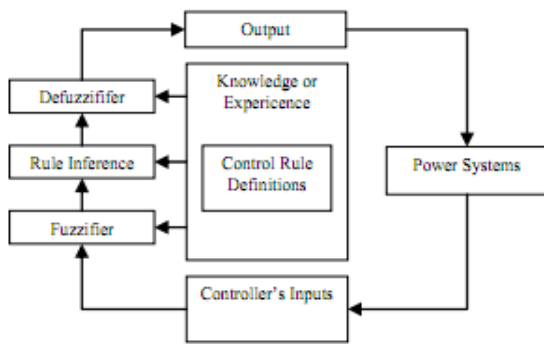 Output
Defuzzififer
Knowledge or
Expericence
Rule Inference
Control Rule
Definitions
Power Systems
Fuzzifier
Controller's Inputs